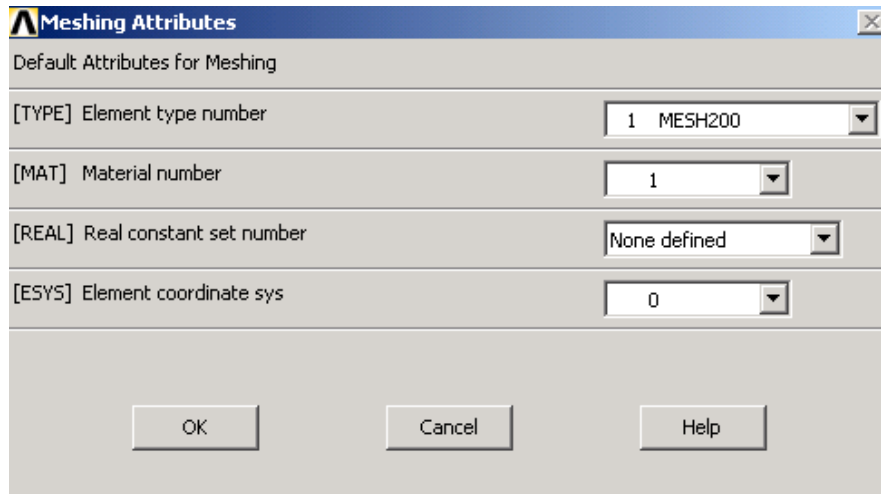 Meshing Attributes
Default Attributes for Meshing
[TYPE] Element type number 1 MESH200
[MAT] Material number 1
[REAL] Real constant set number None defined
[ESYS] Element coordinate sys 0
OK Cancel Help